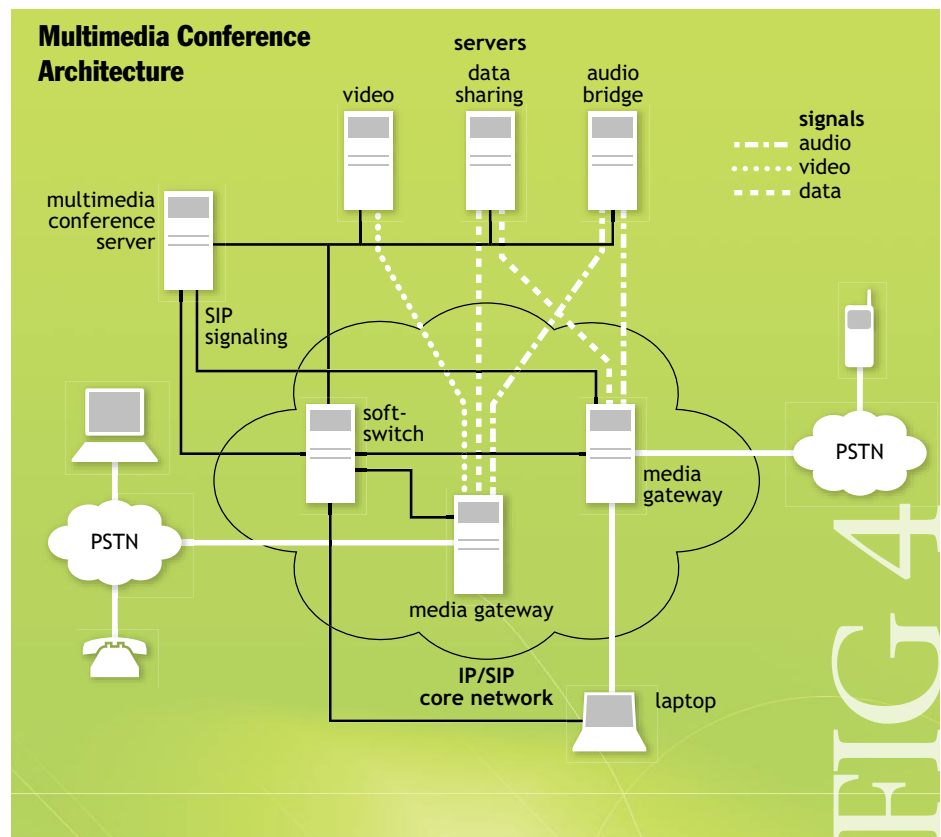 Multimedia Conference
Architecture
servers
video
data
sharing
audio
bridge
signals
audio
video
data
multimedia
conference
server
SIP
signaling
soft-
switch
media
gateway
PSTN
PSTN
media gateway
IP/SIP
core network
laptop
FIG 4